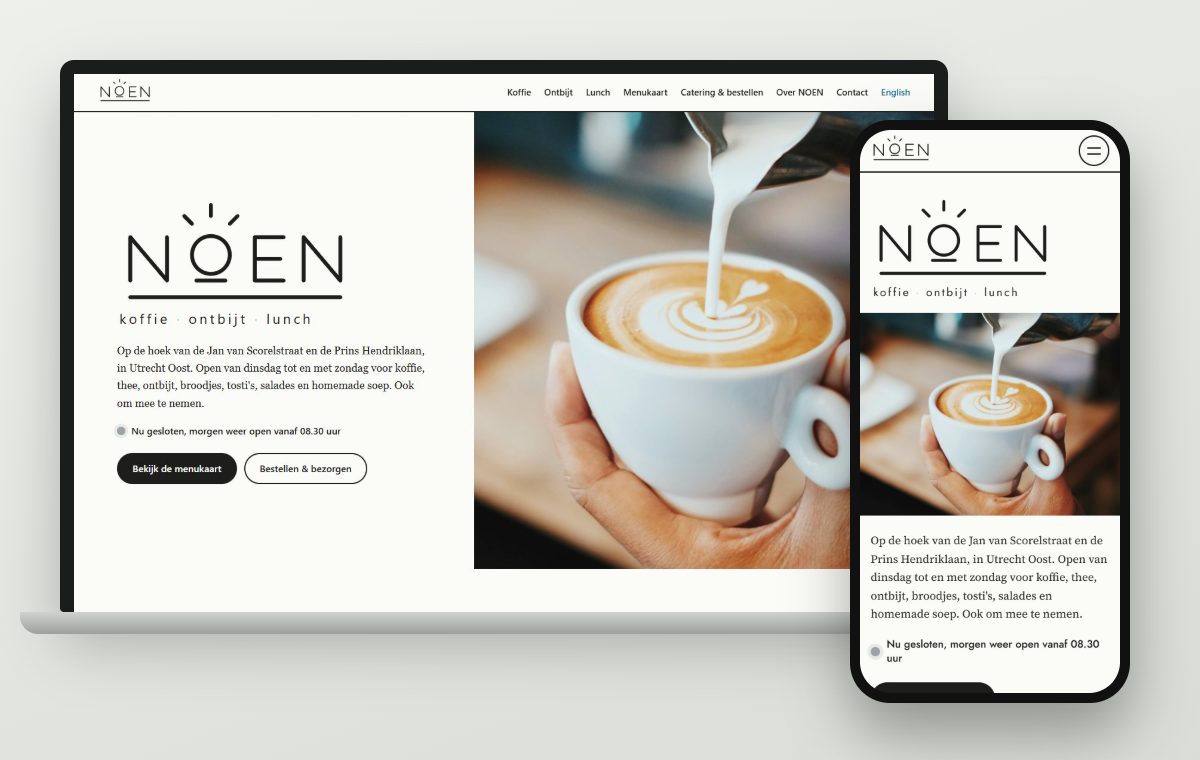 NOEN
Koffie Ontbijt Lunch Menukaart Catering & bestellen Over NOEN Contact English
NOEN
koffie · ontbijt · lunch
Op de hoek van de Jan van Scorelstraat en de Prins Hendriklaan,
in Utrecht Oost. Open van dinsdag tot en met zondag voor koffie,
thee, ontbijt, broodjes, tosti's, salades en homemade soep. Ook
om mee te nemen.
Nu gesloten, morgen weer open vanaf 08.30 uur
Bekijk de menukaart Bestellen & bezorgen
NOEN
NOEN
koffie · ontbijt · lunch
Op de hoek van de Jan van Scorelstraat en de
Prins Hendriklaan, in Utrecht Oost. Open van
dinsdag tot en met zondag voor koffie, thee,
ontbijt, broodjes, tosti's, salades en
homemade soep. Ook om mee te nemen.
Nu gesloten, morgen weer open vanaf 08.30
uur